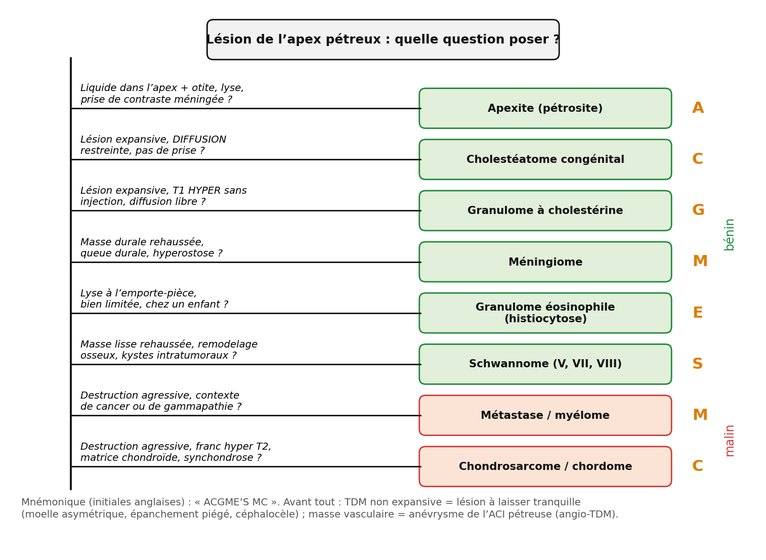 Lésion de l’apex pétreux : quelle question poser ?
Liquide dans l’apex + otite, lyse,
prise de contraste méningée ?
Apexite (pétrosite)
A
Lésion expansive, DIFFUSION
restreinte, pas de prise ?
Cholestéatome congénital
C
Lésion expansive, T1 HYPER sans
injection, diffusion libre ?
Granulome à cholestérine
G
Masse durale rehaussée,
queue durale, hyperostose ?
Méningiome
M
Lyse à l’emporte-pièce,
bien limitée, chez un enfant ?
Granulome éosinophile
(histiocytose)
E
Masse lisse rehaussée, remodelage
osseux, kystes intratumoraux ?
Schwannome (V, VII, VIII)
S
bénin
Destruction agressive, contexte
de cancer ou de gammapathie ?
Métastase / myélome
M
Destruction agressive, franc hyper T2,
matrice chondroïde, synchondrose ?
Chondrosarcome / chordome
C
malin
Mnémonique (initiales anglaises) : « ACGME’S MC ». Avant tout : TDM non expansive = lésion à laisser tranquille
(moelle asymétrique, épanchement piégé, céphalocèle) ; masse vasculaire = anévrysme de l’ACI pétreuse (angio-TDM).